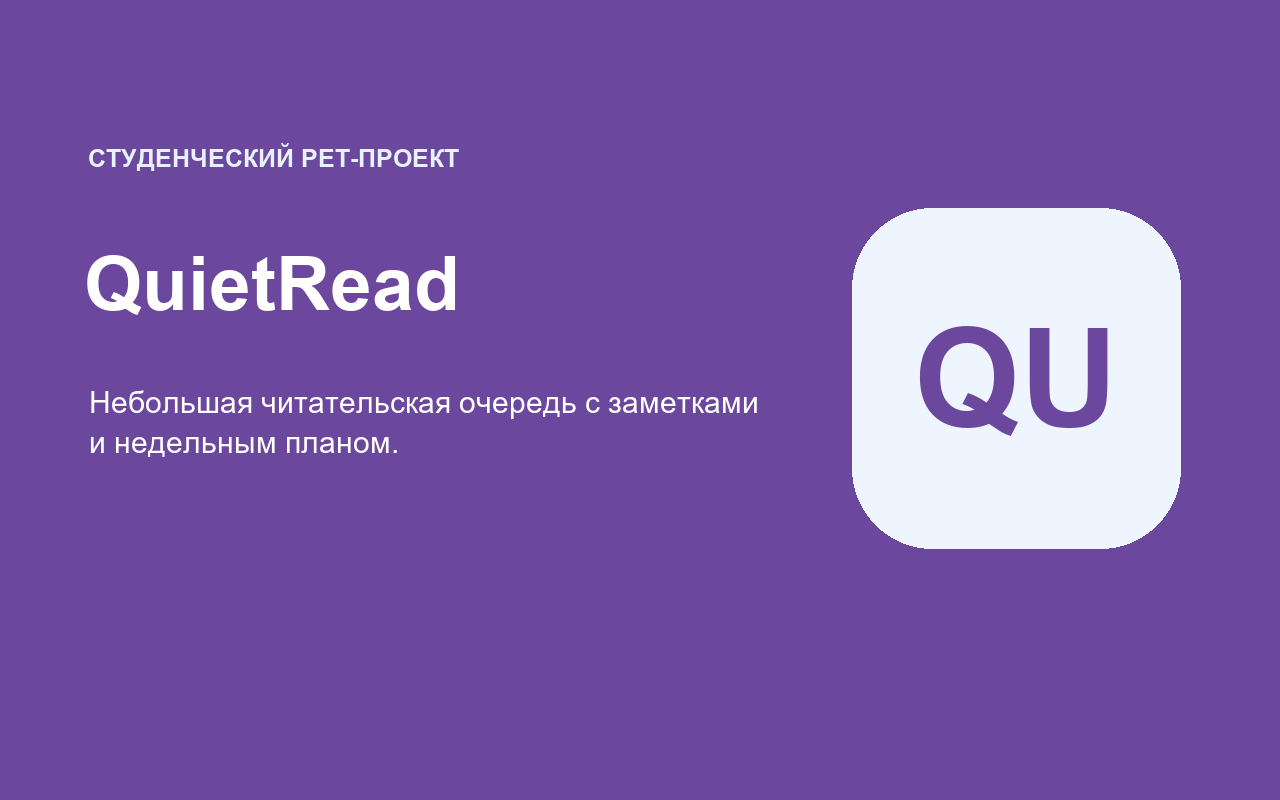 СТУДЕНЧЕСКИЙ PET-ПРОЕКТ
QuietRead
Небольшая читательская очередь с заметками
и недельным планом.
QU